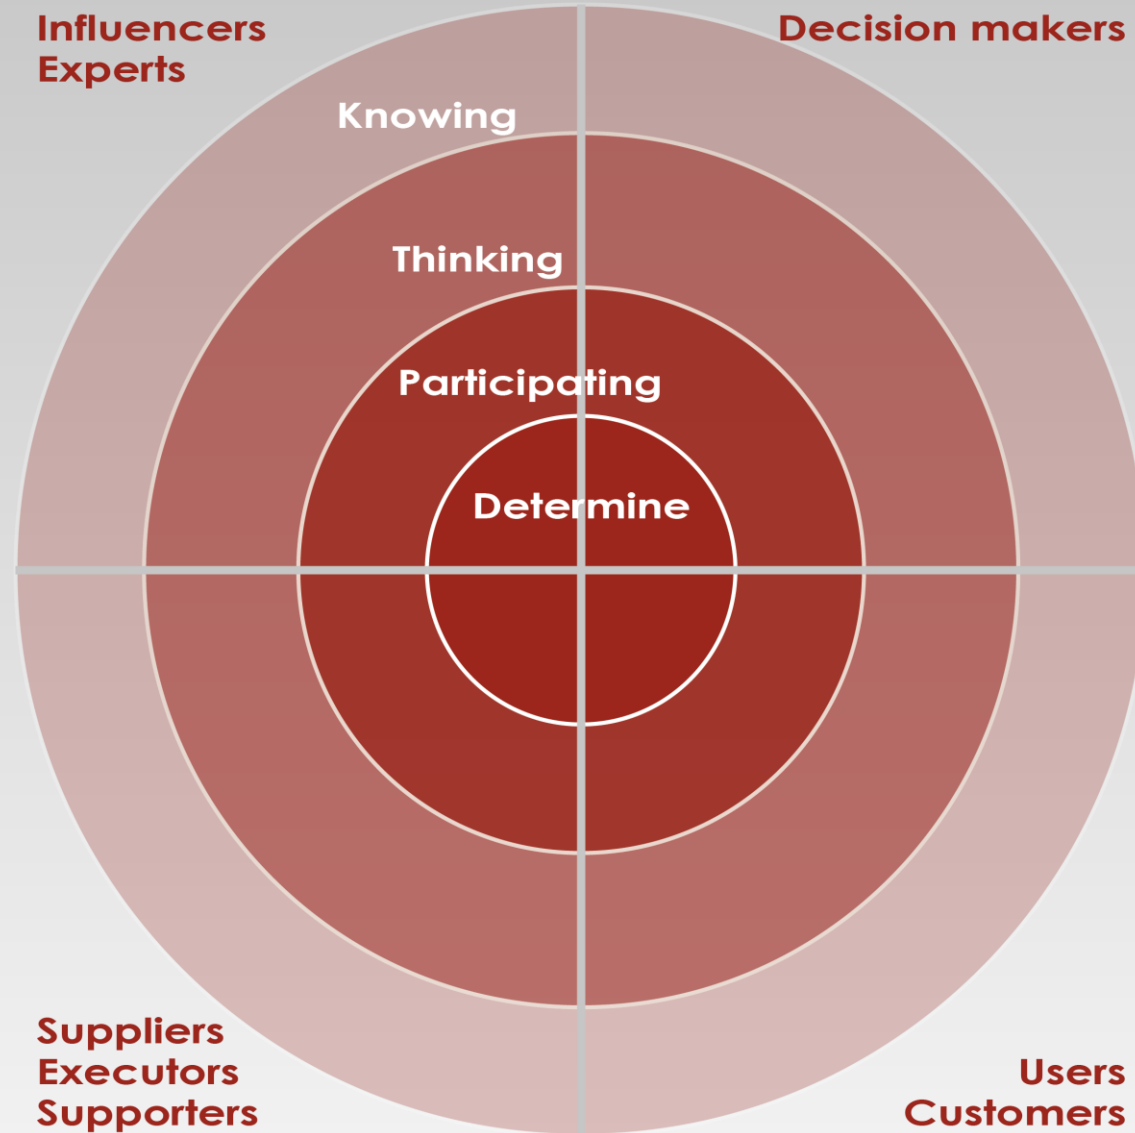 Influencers
Experts
Decision makers
Knowing
Thinking
Participating
Determine
Suppliers
Executors
Supporters
Users
Customers